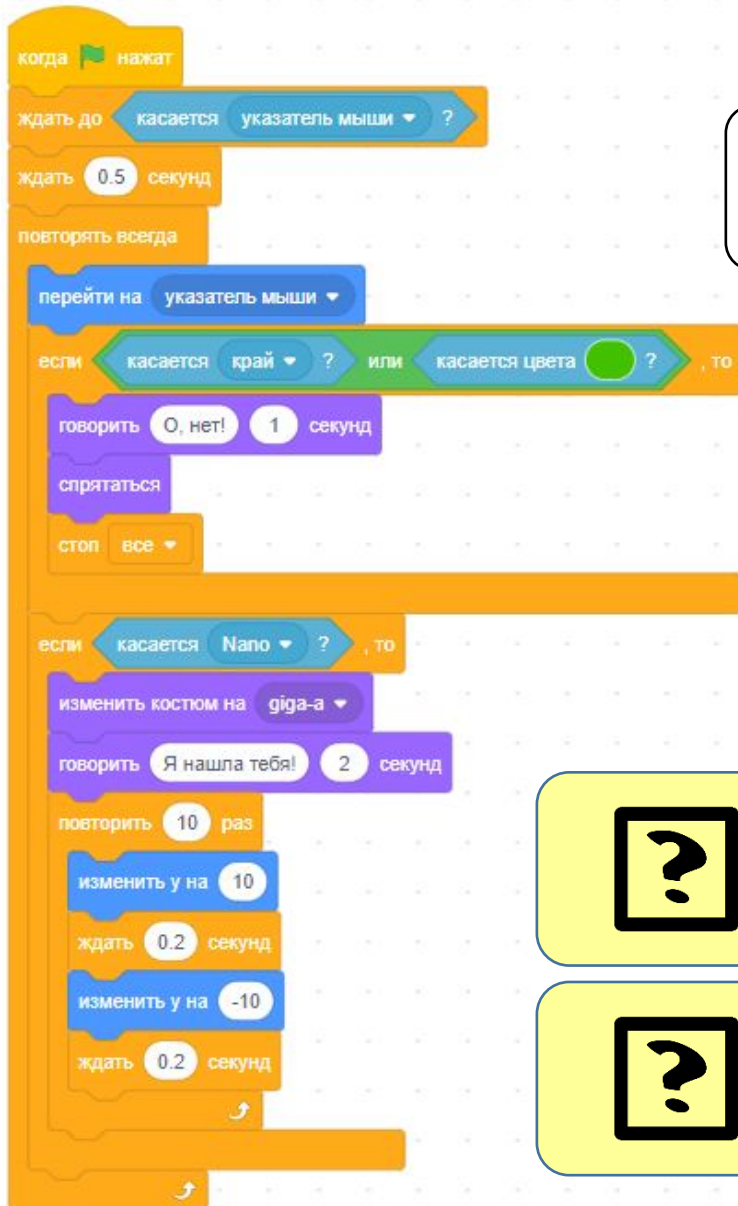 когда нажат
ждать до касается указатель мыши ?
ждать 0.5 секунд
повторять всегда
перейти на указатель мыши
если касается край ? или касается цвета ? , то
говорить О, нет! 1 секунд
спрятаться
стоп все
если касается Nano ? , то
изменить костюм на giga-a
говорить Я нашла тебя! 2 секунд
повторить 10 раз
изменить y на 10
ждать 0.2 секунд
изменить y на -10
ждать 0.2 секунд
?
?